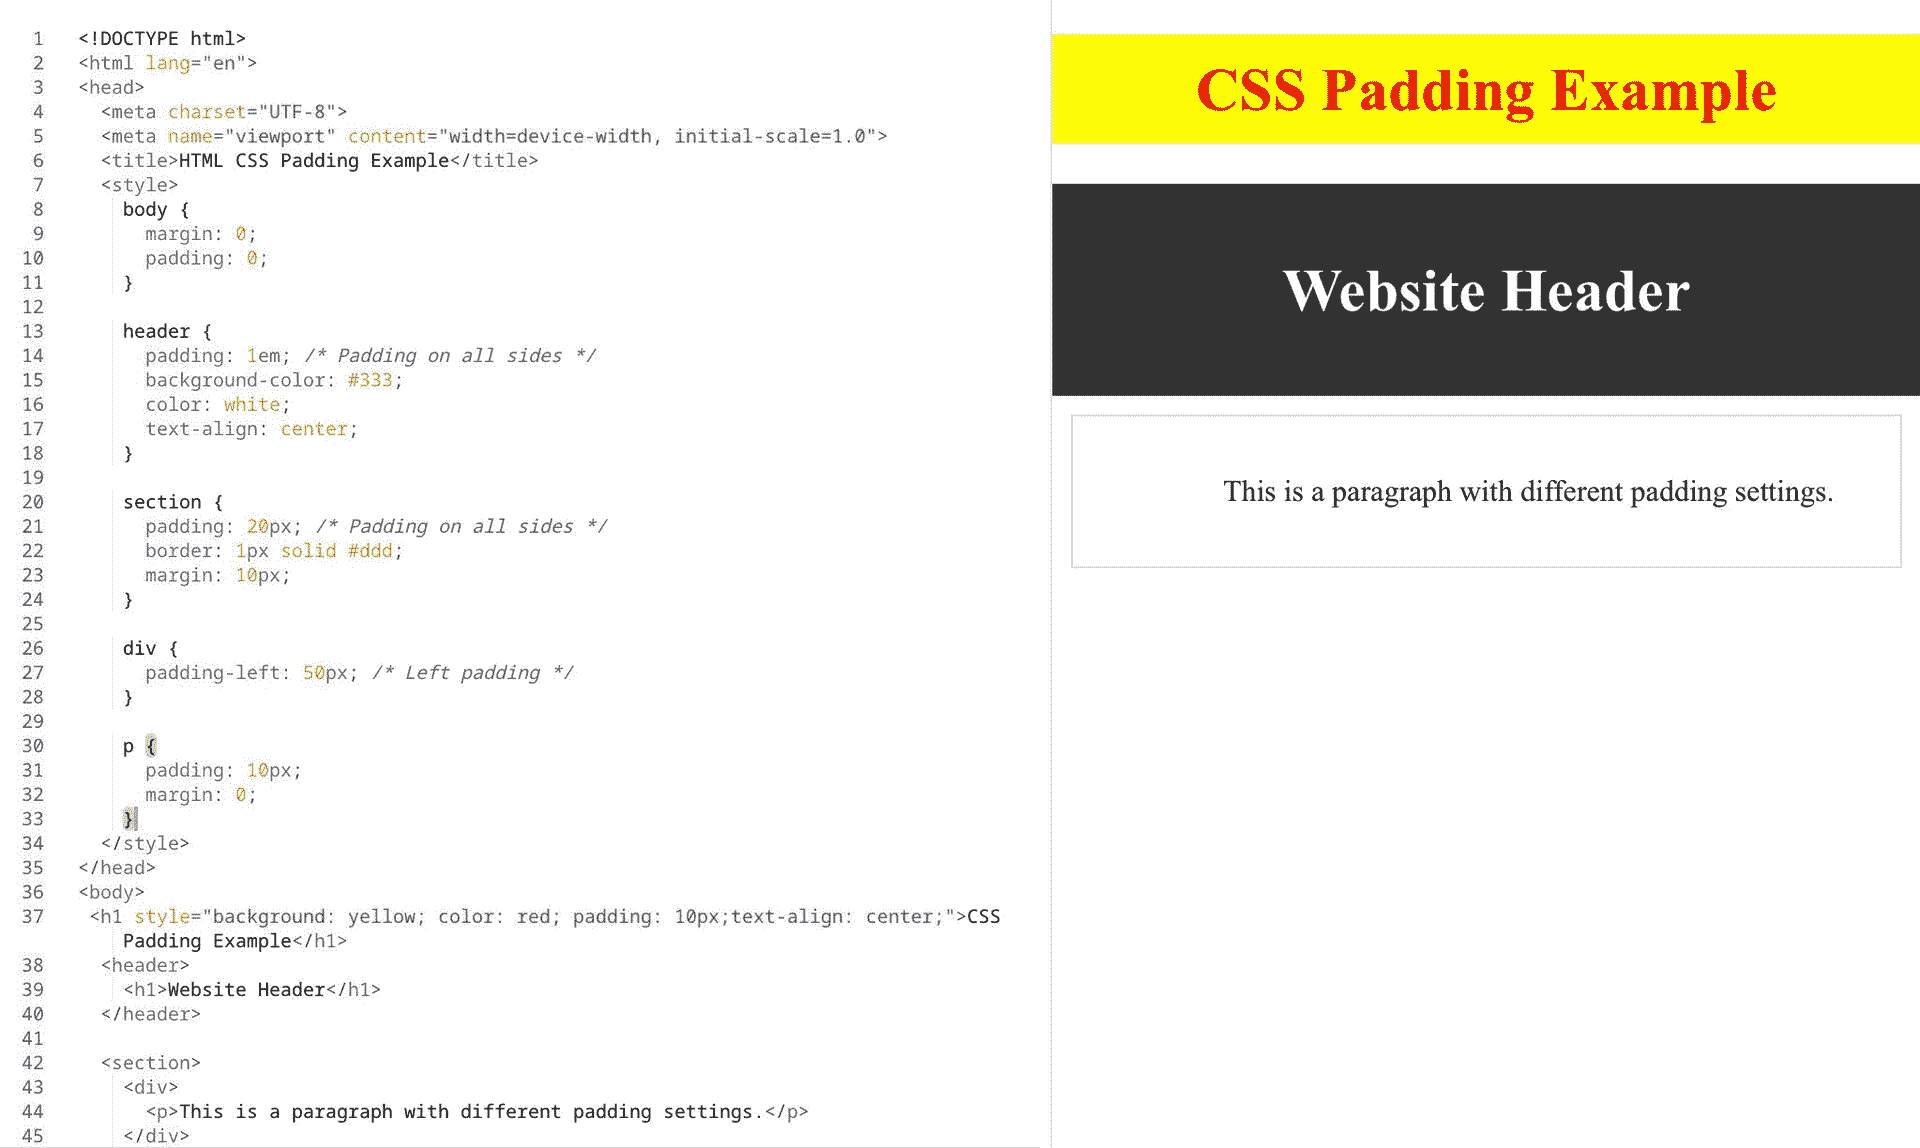 1 <!DOCTYPE html>
2 <html lang="en">
3 <head>
4 <meta charset="UTF-8">
5 <meta name="viewport" content="width=device-width, initial-scale=1.0">
6 <title>HTML CSS Padding Example</title>
7 <style>
8 body {
9 margin: 0;
10 padding: 0;
11 }
12
13 header {
14 padding: 1em; /* Padding on all sides */
15 background-color: #333;
16 color: white;
17 text-align: center;
18 }
19
20 section {
21 padding: 20px; /* Padding on all sides */
22 border: 1px solid #ddd;
23 margin: 10px;
24 }
25
26 div {
27 padding-left: 50px; /* Left padding */
28 }
29
30 p {
31 padding: 10px;
32 margin: 0;
33 }
34 </style>
35 </head>
36 <body>
37 <h1 style="background: yellow; color: red; padding: 10px;text-align: center;">CSS
Padding Example</h1>
38 <header>
39 <h1>Website Header</h1>
40 </header>
41
42 <section>
43 <div>
44 <p>This is a paragraph with different padding settings.</p>
45 </div>
CSS Padding Example
Website Header
This is a paragraph with different padding settings.